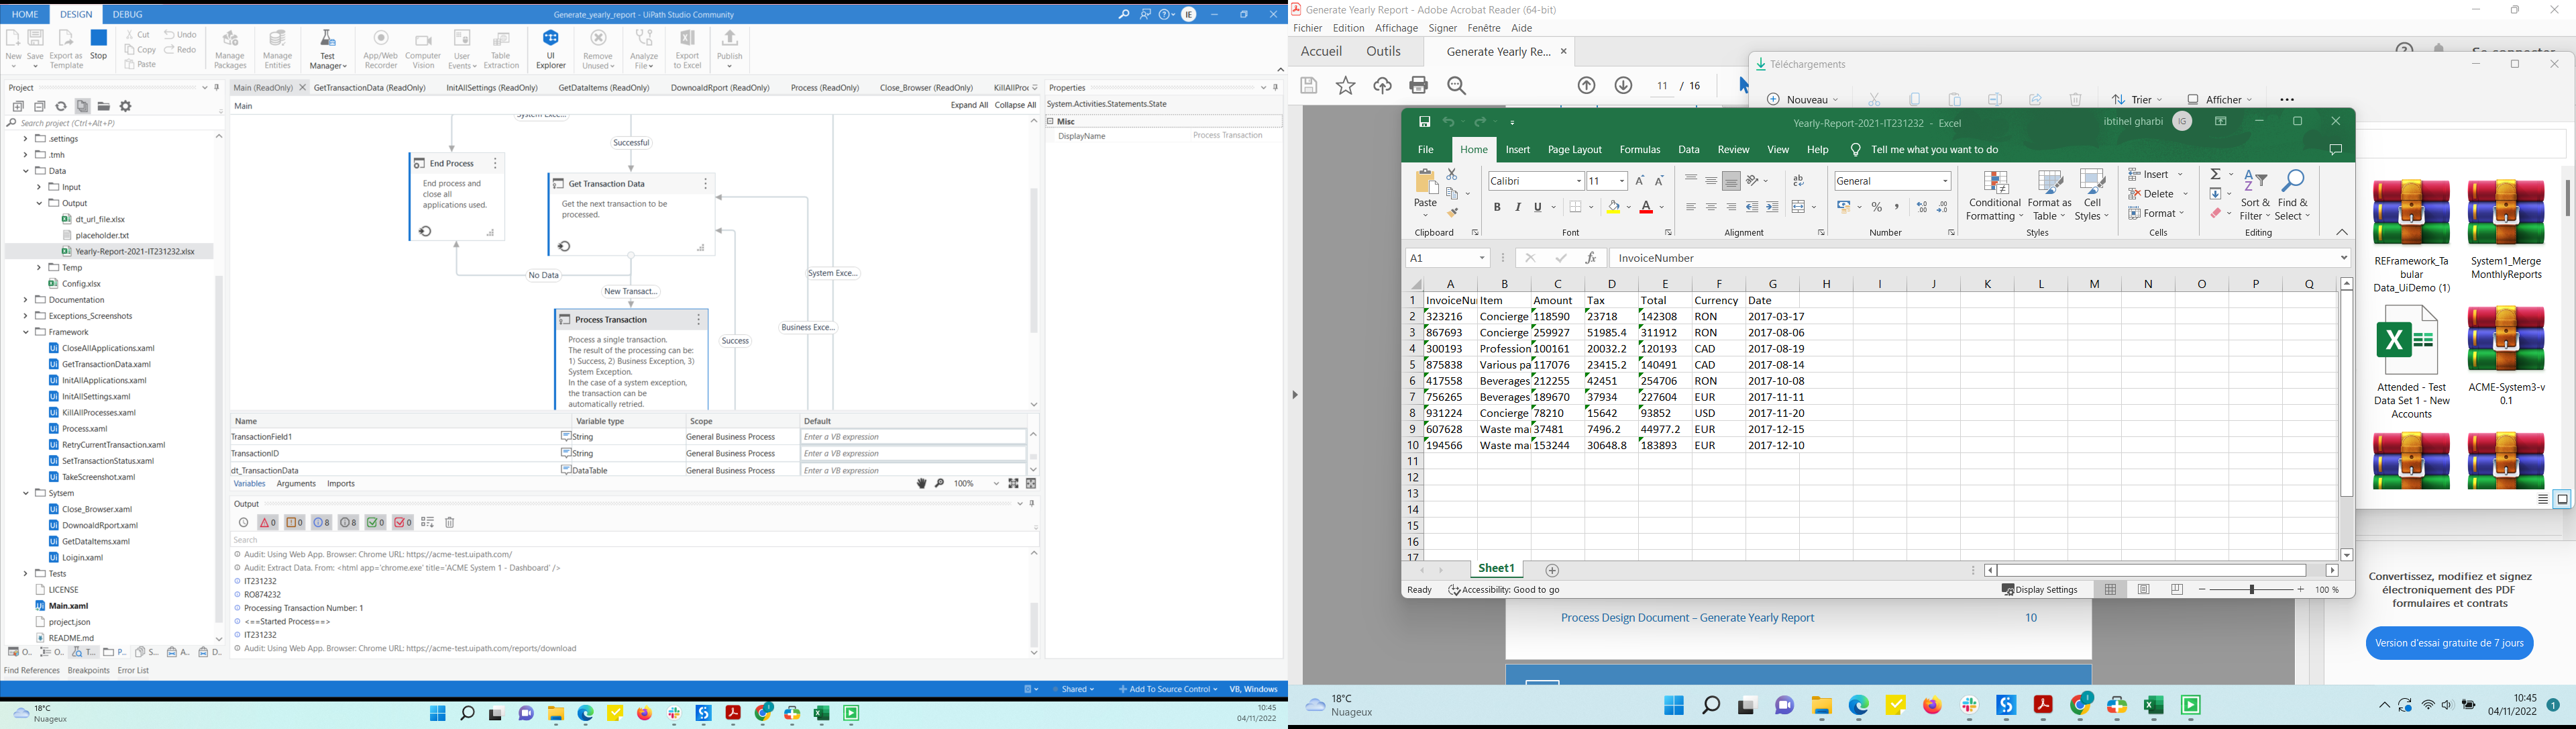 HOME DESIGN DEBUG
Generate_yearly_report - UiPath Studio Community
IE
New Save Export as Template Stop
Cut Copy Paste Undo Redo
Manage Packages
Manage Entities
Test Manager
App/Web Recorder
Computer Vision
User Events
Table Extraction
UI Explorer
Remove Unused
Analyze File
Export to Excel
Publish
Project
Search project (Ctrl+Alt+P)
.settings
.tmh
Data
Input
Output
dt_url_file.xlsx
placeholder.txt
Yearly-Report-2021-IT231232.xlsx
Temp
Config.xlsx
Documentation
Exceptions_Screenshots
Framework
CloseAllApplications.xaml
GetTransactionData.xaml
InitAllApplications.xaml
InitAllSettings.xaml
KillAllProcesses.xaml
Process.xaml
RetryCurrentTransaction.xaml
SetTransactionStatus.xaml
TakeScreenshot.xaml
Sytsem
Close_Browser.xaml
DownoaldRport.xaml
GetDataItems.xaml
Loigin.xaml
Tests
LICENSE
Main.xaml
project.json
README.md
O.. O.. T... P.. S... A.. D..
Find References Breakpoints Error List
Main (ReadOnly) GetTransactionData (ReadOnly) InitAllSettings (ReadOnly) GetDataItems (ReadOnly) DownoaldRport (ReadOnly) Process (ReadOnly) Close_Browser (ReadOnly) KillAllProc
Main
Expand All Collapse All
System Exce...
Successful
End Process
End process and
close all
applications used.
Get Transaction Data
Get the next transaction to be
processed.
No Data
New Transact...
System Exce...
Business Exce...
Success
Process Transaction
Process a single transaction.
The result of the processing can be:
1) Success, 2) Business Exception, 3)
System Exception.
In the case of a system exception,
the transaction can be
automatically retried.
Name Variable type Scope Default
TransactionField1 String General Business Process Enter a VB expression
TransactionID String General Business Process Enter a VB expression
dt_TransactionData DataTable General Business Process Enter a VB expression
Variables Arguments Imports
100%
Output
0 0 8 8 0 0
Search
Audit: Using Web App. Browser: Chrome URL: https://acme-test.uipath.com/
Audit: Extract Data. From: <html app='chrome.exe' title='ACME System 1 - Dashboard' />
IT231232
RO874232
Processing Transaction Number: 1
<==Started Process==>
IT231232
Audit: Using Web App. Browser: Chrome URL: https://acme-test.uipath.com/reports/download
Properties
System.Activities.Statements.State
Misc
DisplayName Process Transaction
Shared Add To Source Control VB, Windows
18°C
Nuageux
10:45
04/11/2022
Generate Yearly Report - Adobe Acrobat Reader (64-bit)
Fichier Edition Affichage Signer Fenêtre Aide
Accueil Outils Generate Yearly Re...
11 / 16
Se connecter
Téléchargements
Nouveau Trier Afficher
Yearly-Report-2021-IT231232 - Excel
ibtihel gharbi IG
File Home Insert Page Layout Formulas Data Review View Help Tell me what you want to do
Paste
Calibri 11
B I U
General
Conditional Formatting
Format as Table
Cell Styles
Insert
Delete
Format
Sort & Filter
Find & Select
Clipboard Font Alignment Number Styles Cells Editing
A1 fx InvoiceNumber
A B C D E F G H I J K L M N O P Q
1 InvoiceNu Item Amount Tax Total Currency Date
2 323216 Concierge 118590 23718 142308 RON 2017-03-17
3 867693 Concierge 259927 51985.4 311912 RON 2017-08-06
4 300193 Profession 100161 20032.2 120193 CAD 2017-08-19
5 875838 Various pa 117076 23415.2 140491 CAD 2017-08-14
6 417558 Beverages 212255 42451 254706 RON 2017-10-08
7 756265 Beverages 189670 37934 227604 EUR 2017-11-11
8 931224 Concierge 78210 15642 93852 USD 2017-11-20
9 607628 Waste ma 37481 7496.2 44977.2 EUR 2017-12-15
10 194566 Waste ma 153244 30648.8 183893 EUR 2017-12-10
11
12
13
14
15
16
17
Sheet1
Ready Accessibility: Good to go Display Settings 100 %
REFramework_Ta
bular
Data_UiDemo (1)
System1_Merge
MonthlyReports
Attended - Test
Data Set 1 - New
Accounts
ACME-System3-v
0.1
Convertissez, modifiez et signez
électroniquement des PDF
formulaires et contrats
Version d'essai gratuite de 7 jours
Process Design Document – Generate Yearly Report 10
18°C
Nuageux
10:45
04/11/2022
1